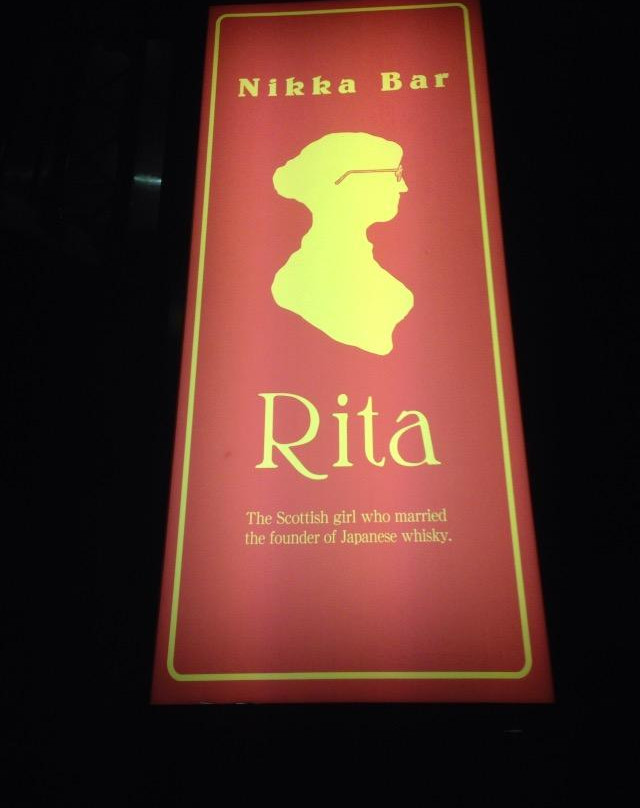 Nikka Bar
Rita
The Scottish girl who married
the founder of Japanese whisky.